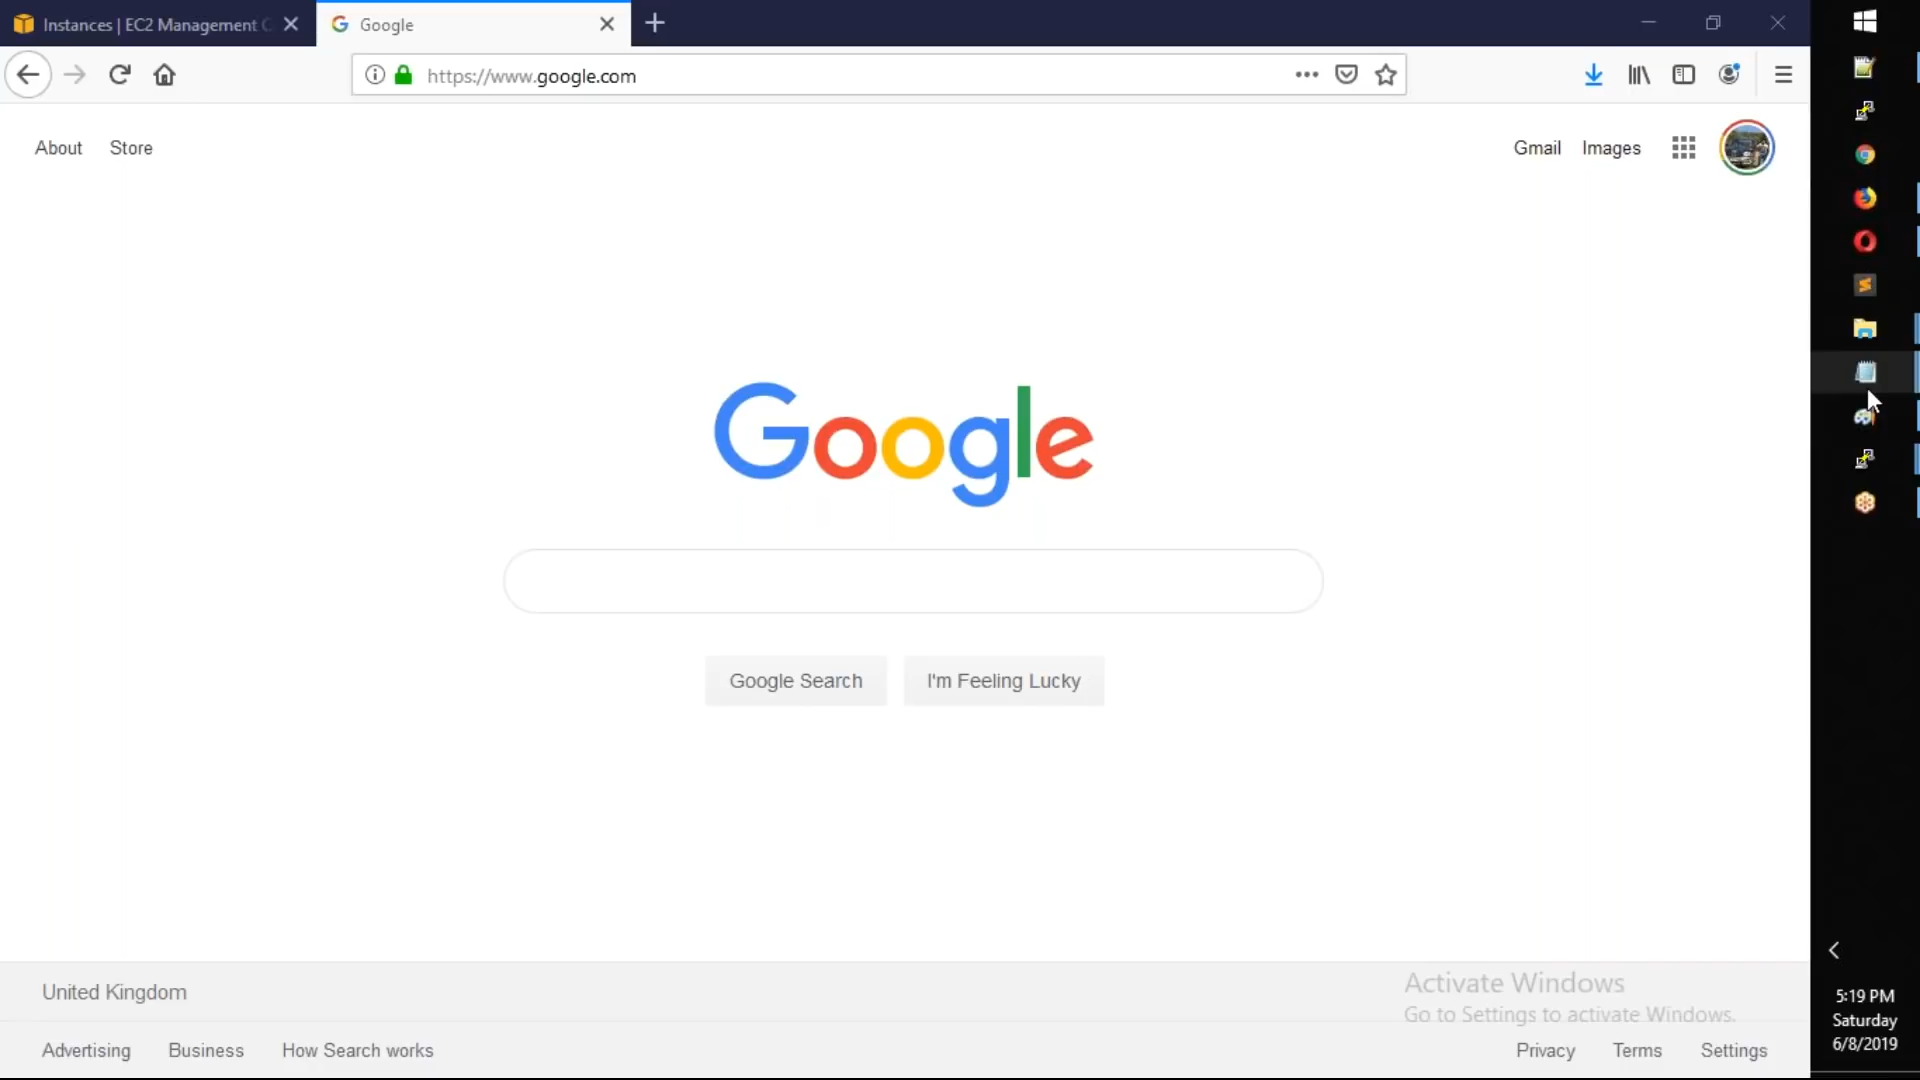 Instances | EC2 Management C
Google
https://www.google.com
About
Store
Gmail
Images
Google
Google Search
I'm Feeling Lucky
United Kingdom
Activate Windows
Go to Settings to activate Windows.
Advertising
Business
How Search works
Privacy
Terms
Settings
5:19 PM
Saturday
6/8/2019